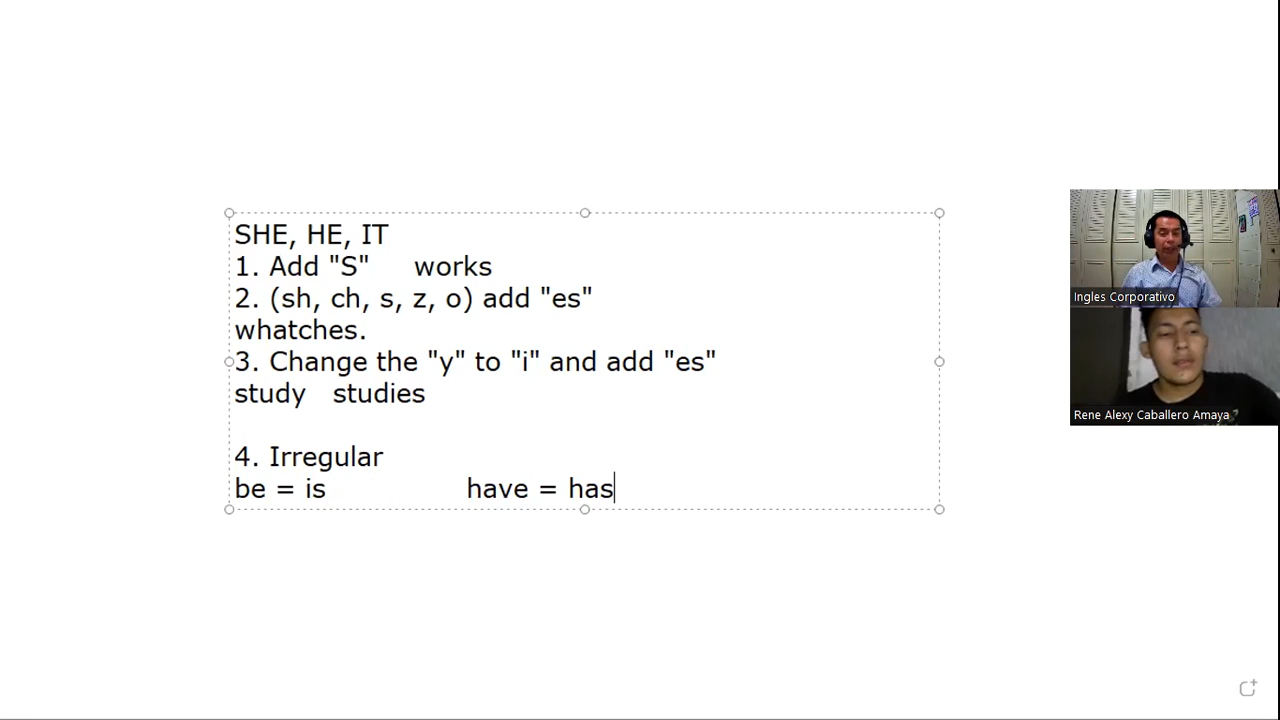 SHE, HE, IT
1. Add "S" works
2. (sh, ch, s, z, o) add "es"
whatches.
3. Change the "y" to "i" and add "es"
study studies
4. Irregular
be = is have = has
Ingles Corporativo
Rene Alexy Caballero Amaya